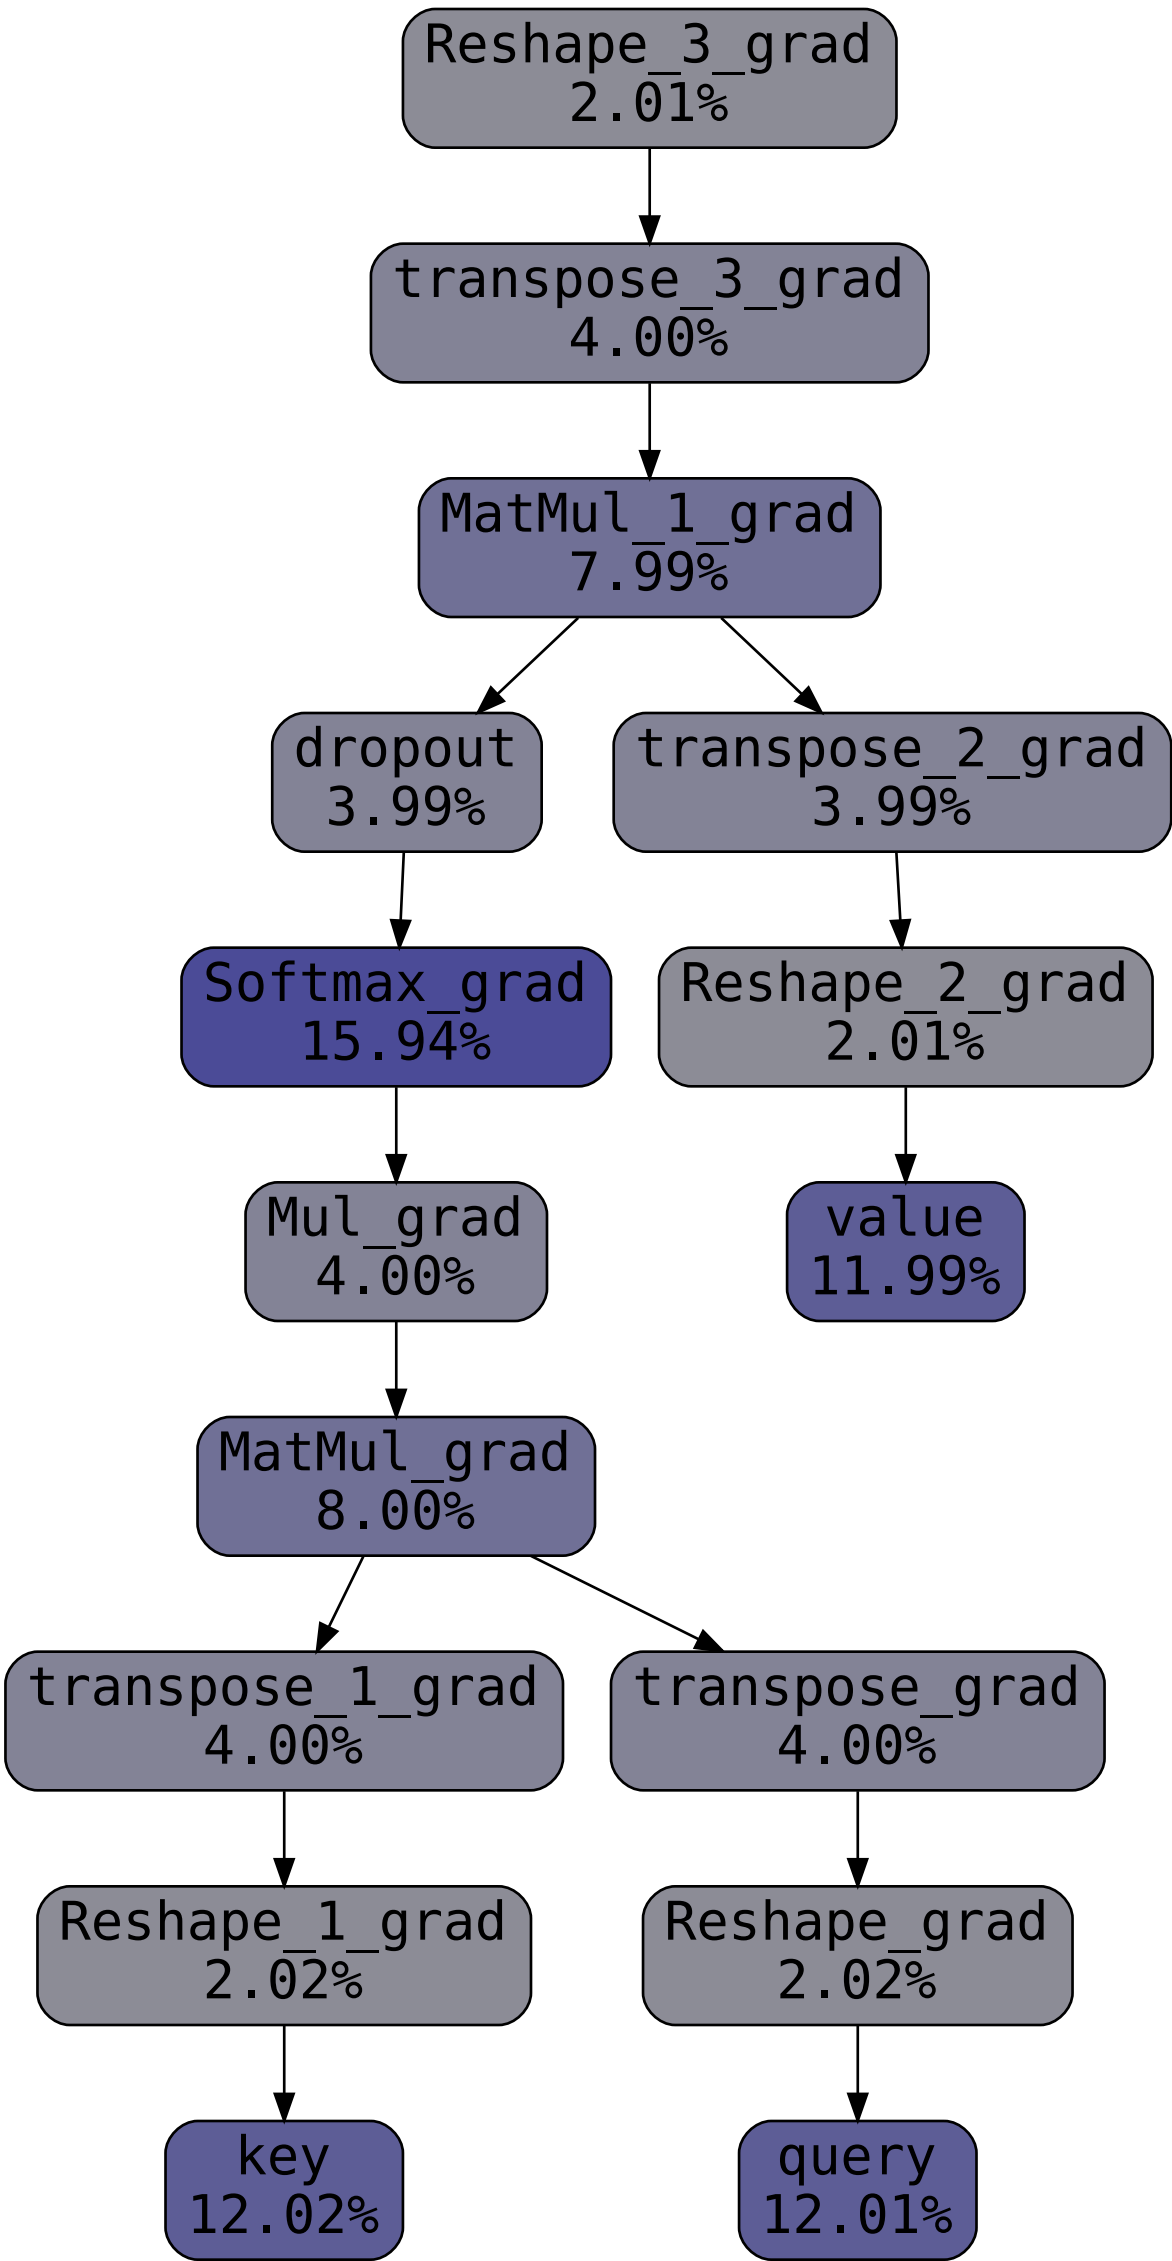 Reshape_3_grad
2.01%
transpose_3_grad
4.00%
MatMul_1_grad
7.99%
dropout
3.99%
transpose_2_grad
3.99%
Softmax_grad
15.94%
Reshape_2_grad
2.01%
Mul_grad
4.00%
value
11.99%
MatMul_grad
8.00%
transpose_1_grad
4.00%
transpose_grad
4.00%
Reshape_1_grad
2.02%
Reshape_grad
2.02%
key
12.02%
query
12.01%